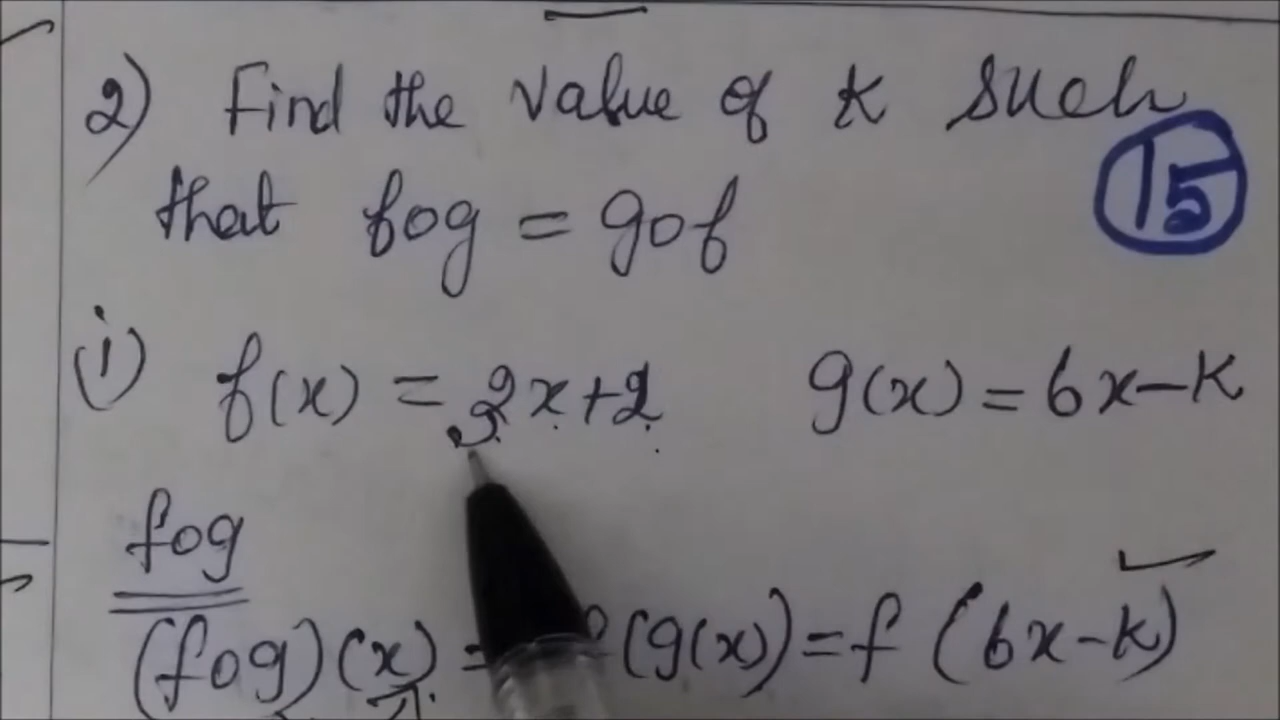 2) Find the value of k such
that fog = gof
15
(i) f(x) = 3x+2 g(x) = 6x-k
fog
(fog)(x) = (g(x)) = f (6x-k)